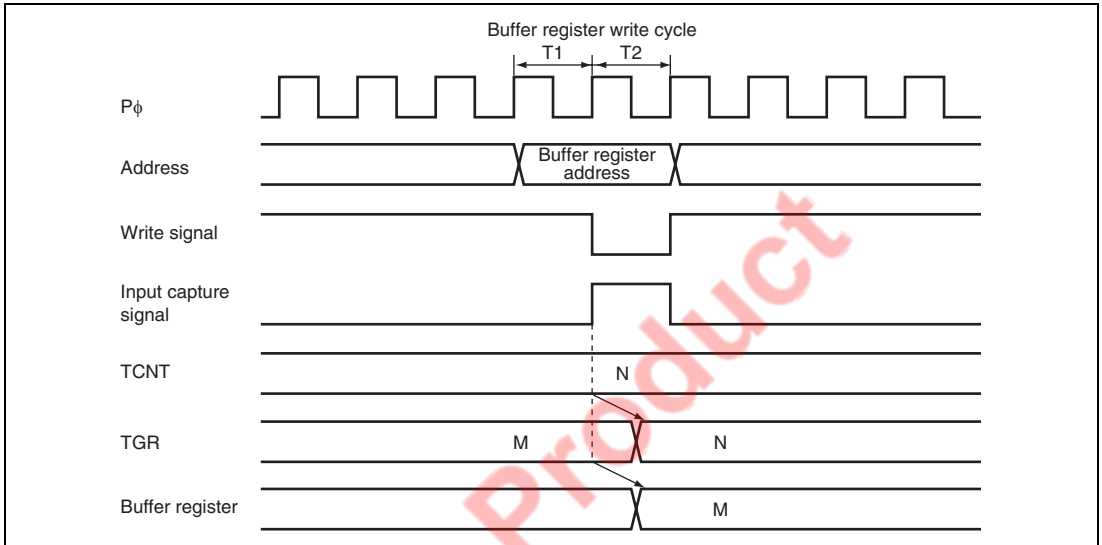 Buffer register write cycle
T1 T2
Pϕ
Address
Buffer register
address
Write signal
Input capture
signal
TCNT
N
TGR
M N
Buffer register
M
Product